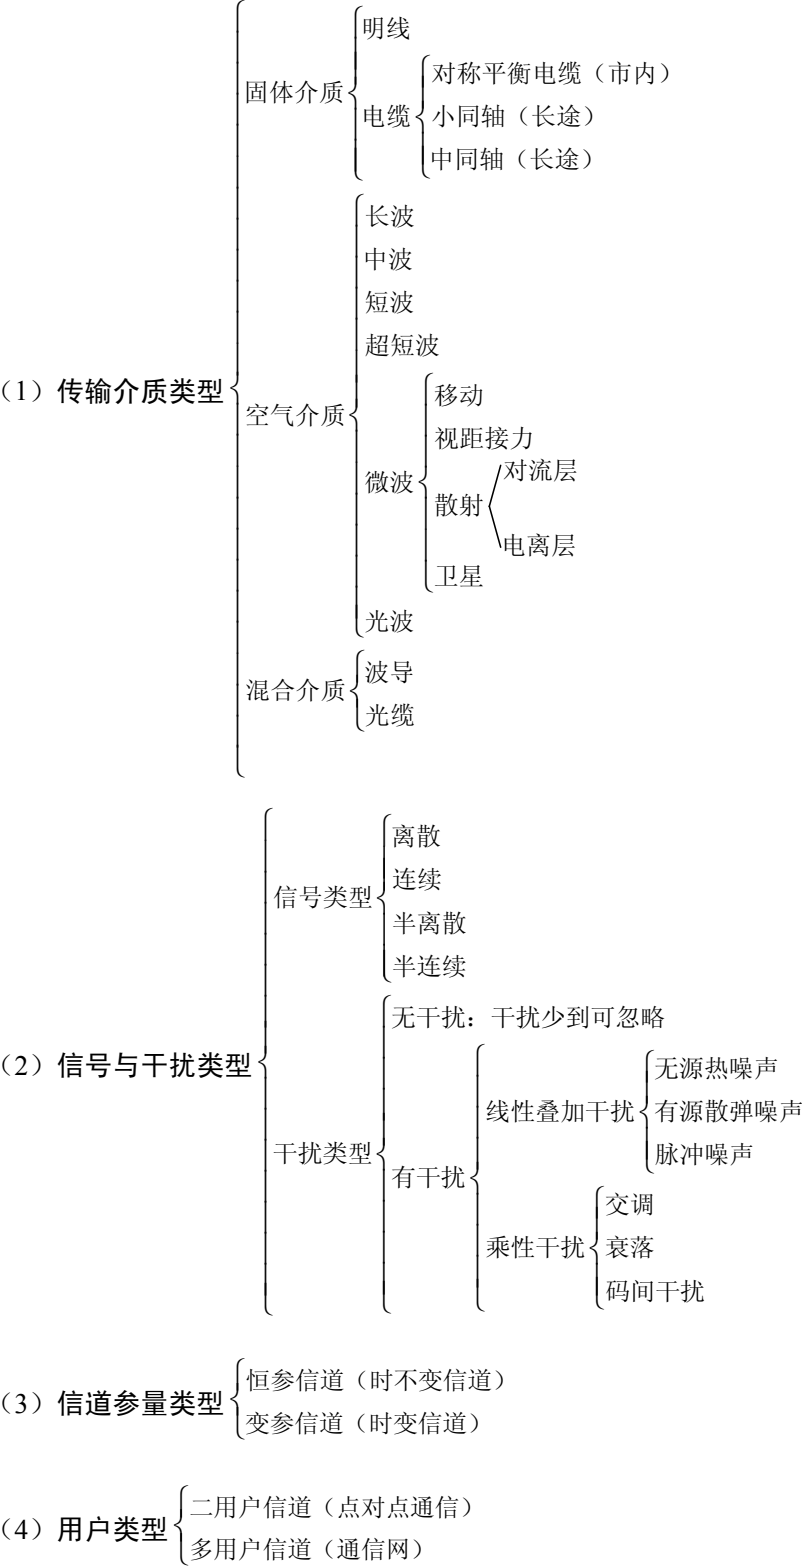 （1）传输介质类型
固体介质
明线
电缆
对称平衡电缆（市内）
小同轴（长途）
中同轴（长途）
空气介质
长波
中波
短波
超短波
微波
移动
视距接力
散射
对流层
电离层
卫星
光波
混合介质
波导
光缆
（2）信号与干扰类型
信号类型
离散
连续
半离散
半连续
干扰类型
无干扰：干扰少到可忽略
有干扰
线性叠加干扰
无源热噪声
有源散弹噪声
脉冲噪声
乘性干扰
交调
衰落
码间干扰
（3）信道参量类型
恒参信道（时不变信道）
变参信道（时变信道）
（4）用户类型
二用户信道（点对点通信）
多用户信道（通信网）